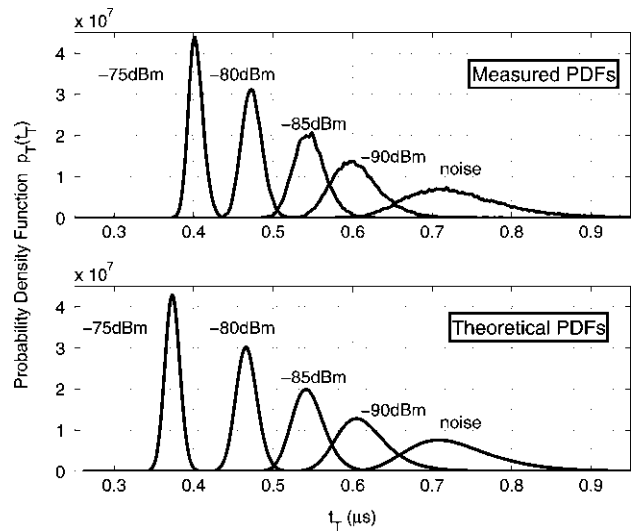 Probability Density Function p_T(t_T)
x 10^7
4
3
2
1
0
−75dBm
−80dBm
−85dBm
−90dBm
noise
Measured PDFs
0.3 0.4 0.5 0.6 0.7 0.8 0.9
x 10^7
4
3
2
1
0
−75dBm
−80dBm
−85dBm
−90dBm
noise
Theoretical PDFs
0.3 0.4 0.5 0.6 0.7 0.8 0.9
t_T (μs)